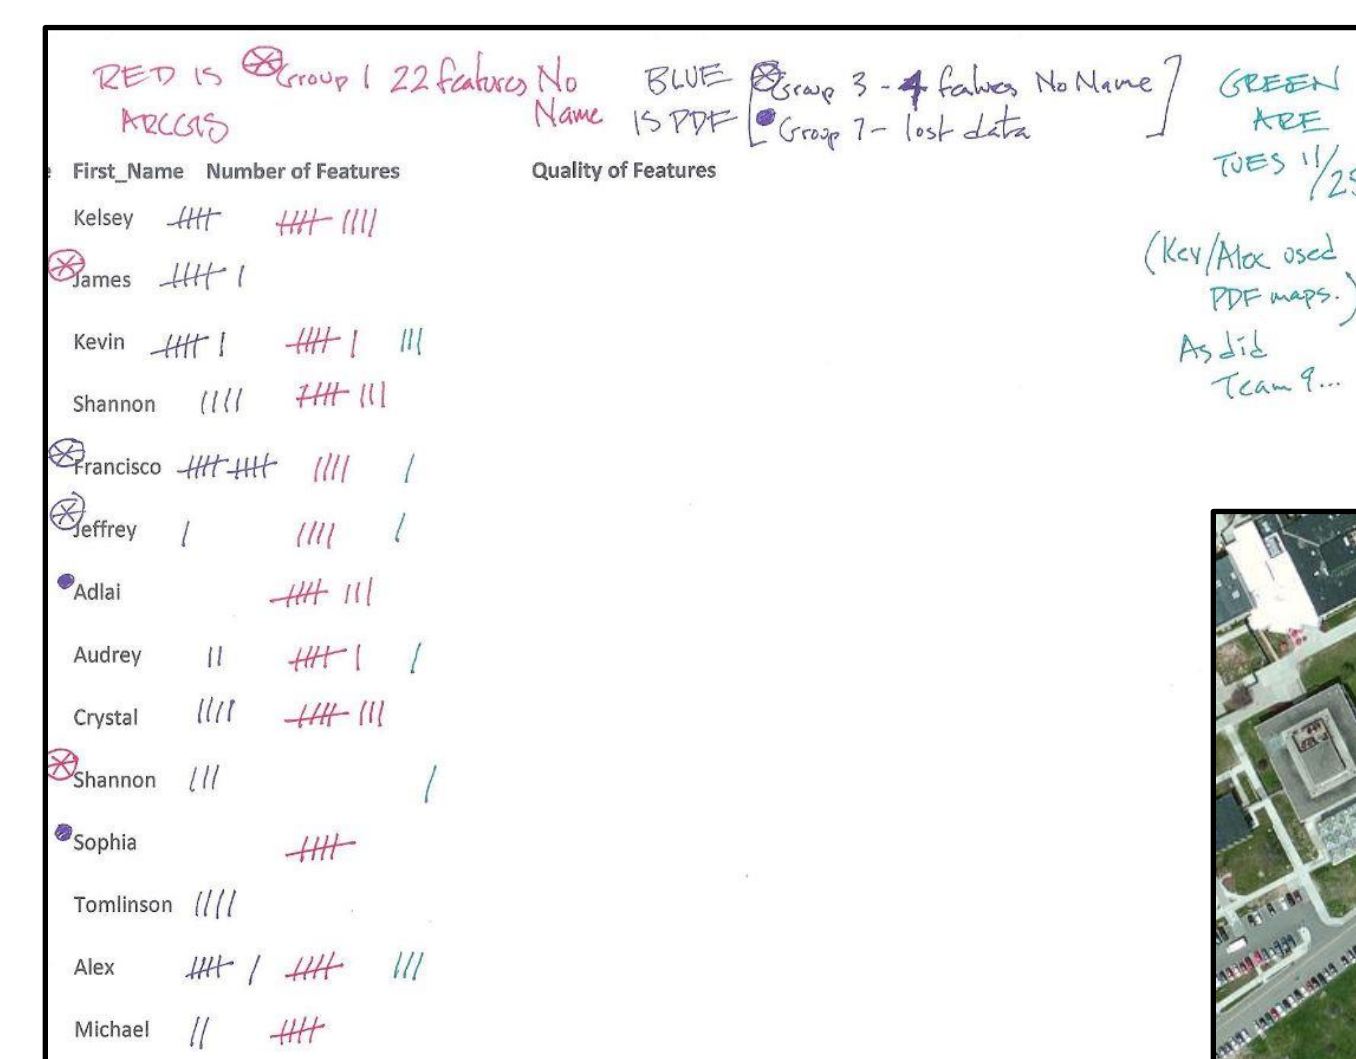 RED IS Group 1 22 features No
ARCGIS Name
BLUE Group 3 - 4 features No Name
IS PDF Group 7 - lost data
GREEN
ARE
TUES 11/25
First_Name Number of Features Quality of Features
Kelsey
James
(Kev/Alex used
PDF maps.)
Kevin
As did
Team 9...
Shannon
Francisco
Jeffrey
Adlai
Audrey
Crystal
Shannon
Sophia
Tomlinson
Alex
Michael